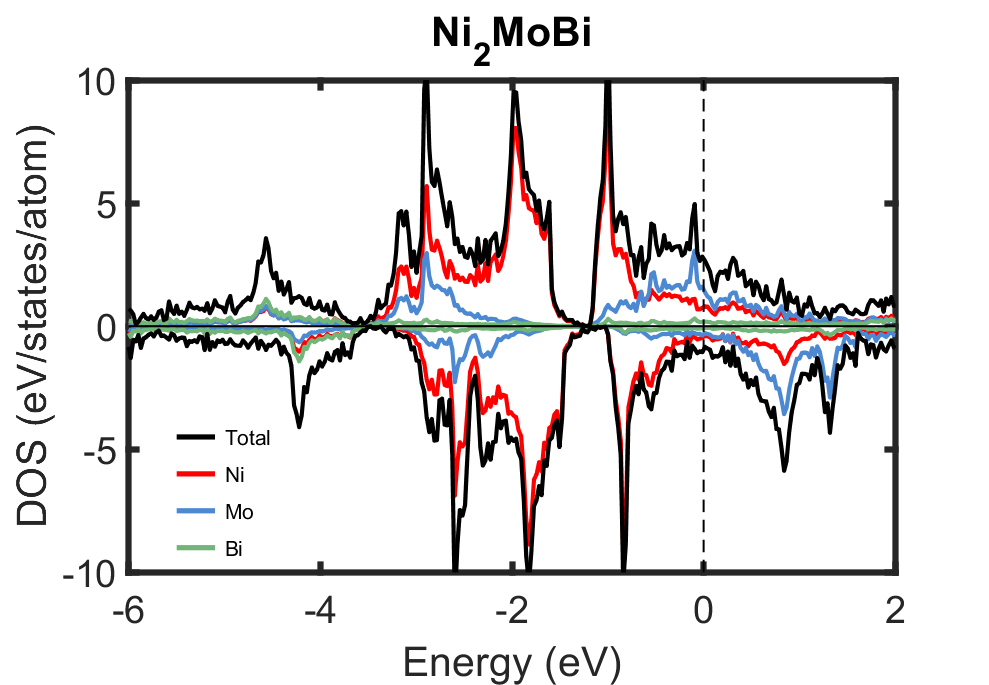 Ni₂MoBi
10
5
0
-5
-10
DOS (eV/states/atom)
Total
Ni
Mo
Bi
-6 -4 -2 0 2
Energy (eV)